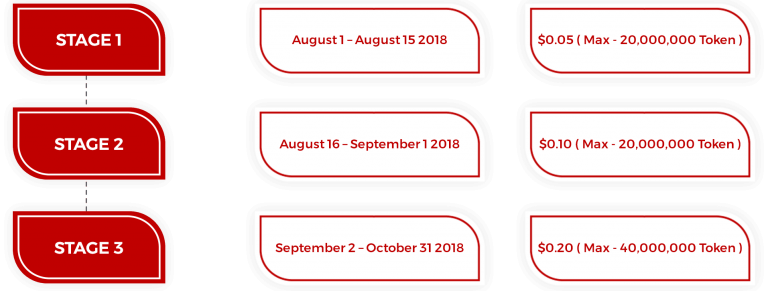 STAGE 1
August 1 – August 15 2018
$0.05 ( Max - 20,000,000 Token )
STAGE 2
August 16 – September 1 2018
$0.10 ( Max - 20,000,000 Token )
STAGE 3
September 2 – October 31 2018
$0.20 ( Max - 40,000,000 Token )